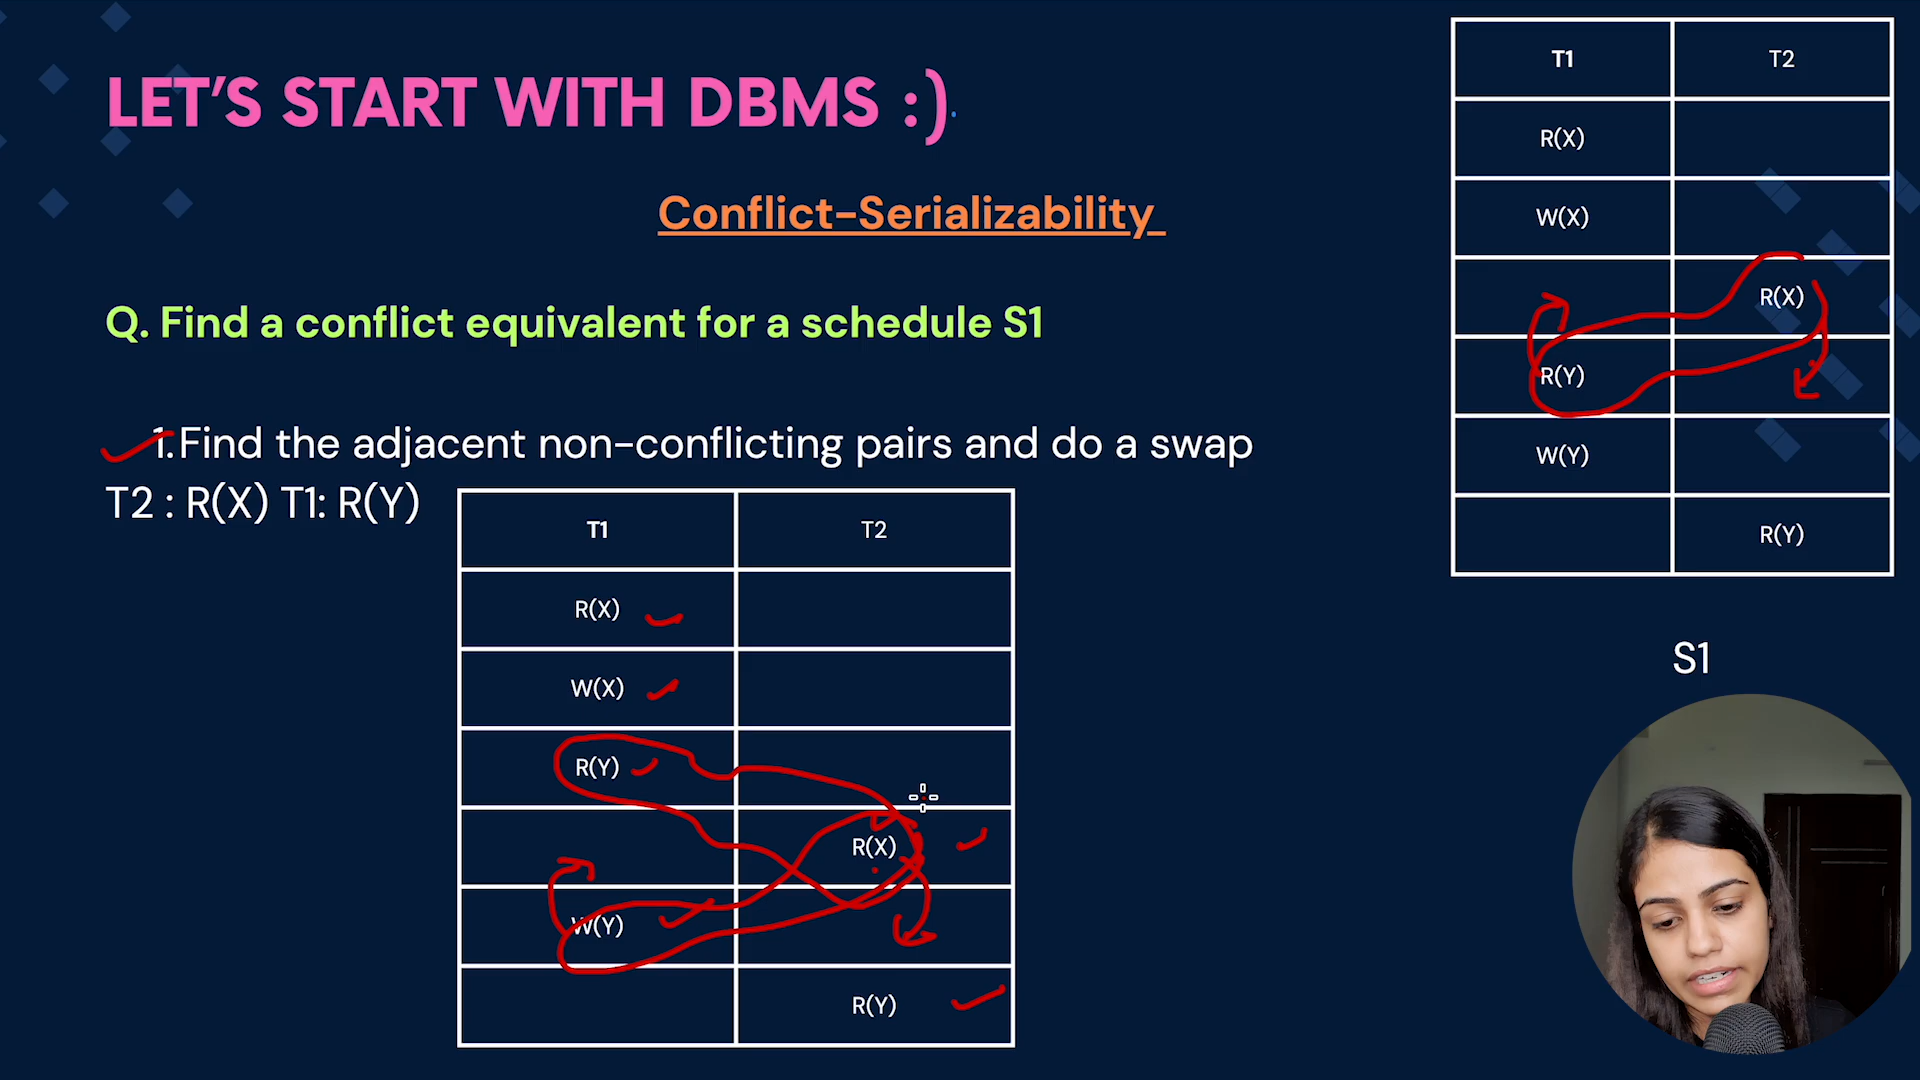 LET'S START WITH DBMS :)
Conflict-Serializability
Q. Find a conflict equivalent for a schedule S1
1. Find the adjacent non-conflicting pairs and do a swap
T2 : R(X) T1: R(Y)
T1 T2
R(X)
W(X)
R(Y)
R(X)
W(Y)
R(Y)
T1 T2
R(X)
W(X)
R(X)
R(Y)
W(Y)
R(Y)
S1